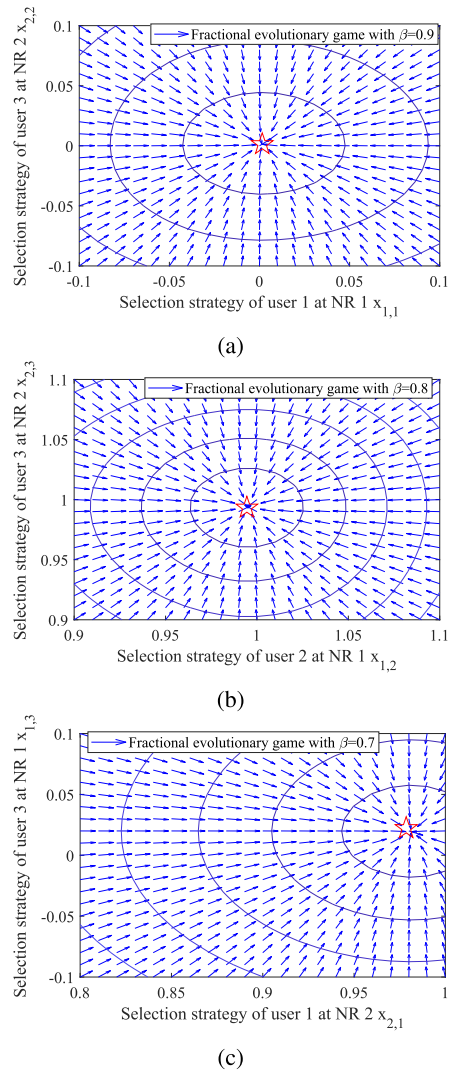 Fractional evolutionary game with β=0.9
Selection strategy of user 3 at NR 2 x2,2
0.1
0.05
0
-0.05
-0.1
-0.1
-0.05
0
0.05
0.1
Selection strategy of user 1 at NR 1 x1,1
(a)
Fractional evolutionary game with β=0.8
Selection strategy of user 3 at NR 2 x2,3
1.1
1.05
1
0.95
0.9
0.9
0.95
1
1.05
1.1
Selection strategy of user 2 at NR 1 x1,2
(b)
Fractional evolutionary game with β=0.7
Selection strategy of user 3 at NR 1 x1,3
0.1
0.05
0
-0.05
-0.1
0.8
0.85
0.9
0.95
1
Selection strategy of user 1 at NR 2 x2,1
(c)